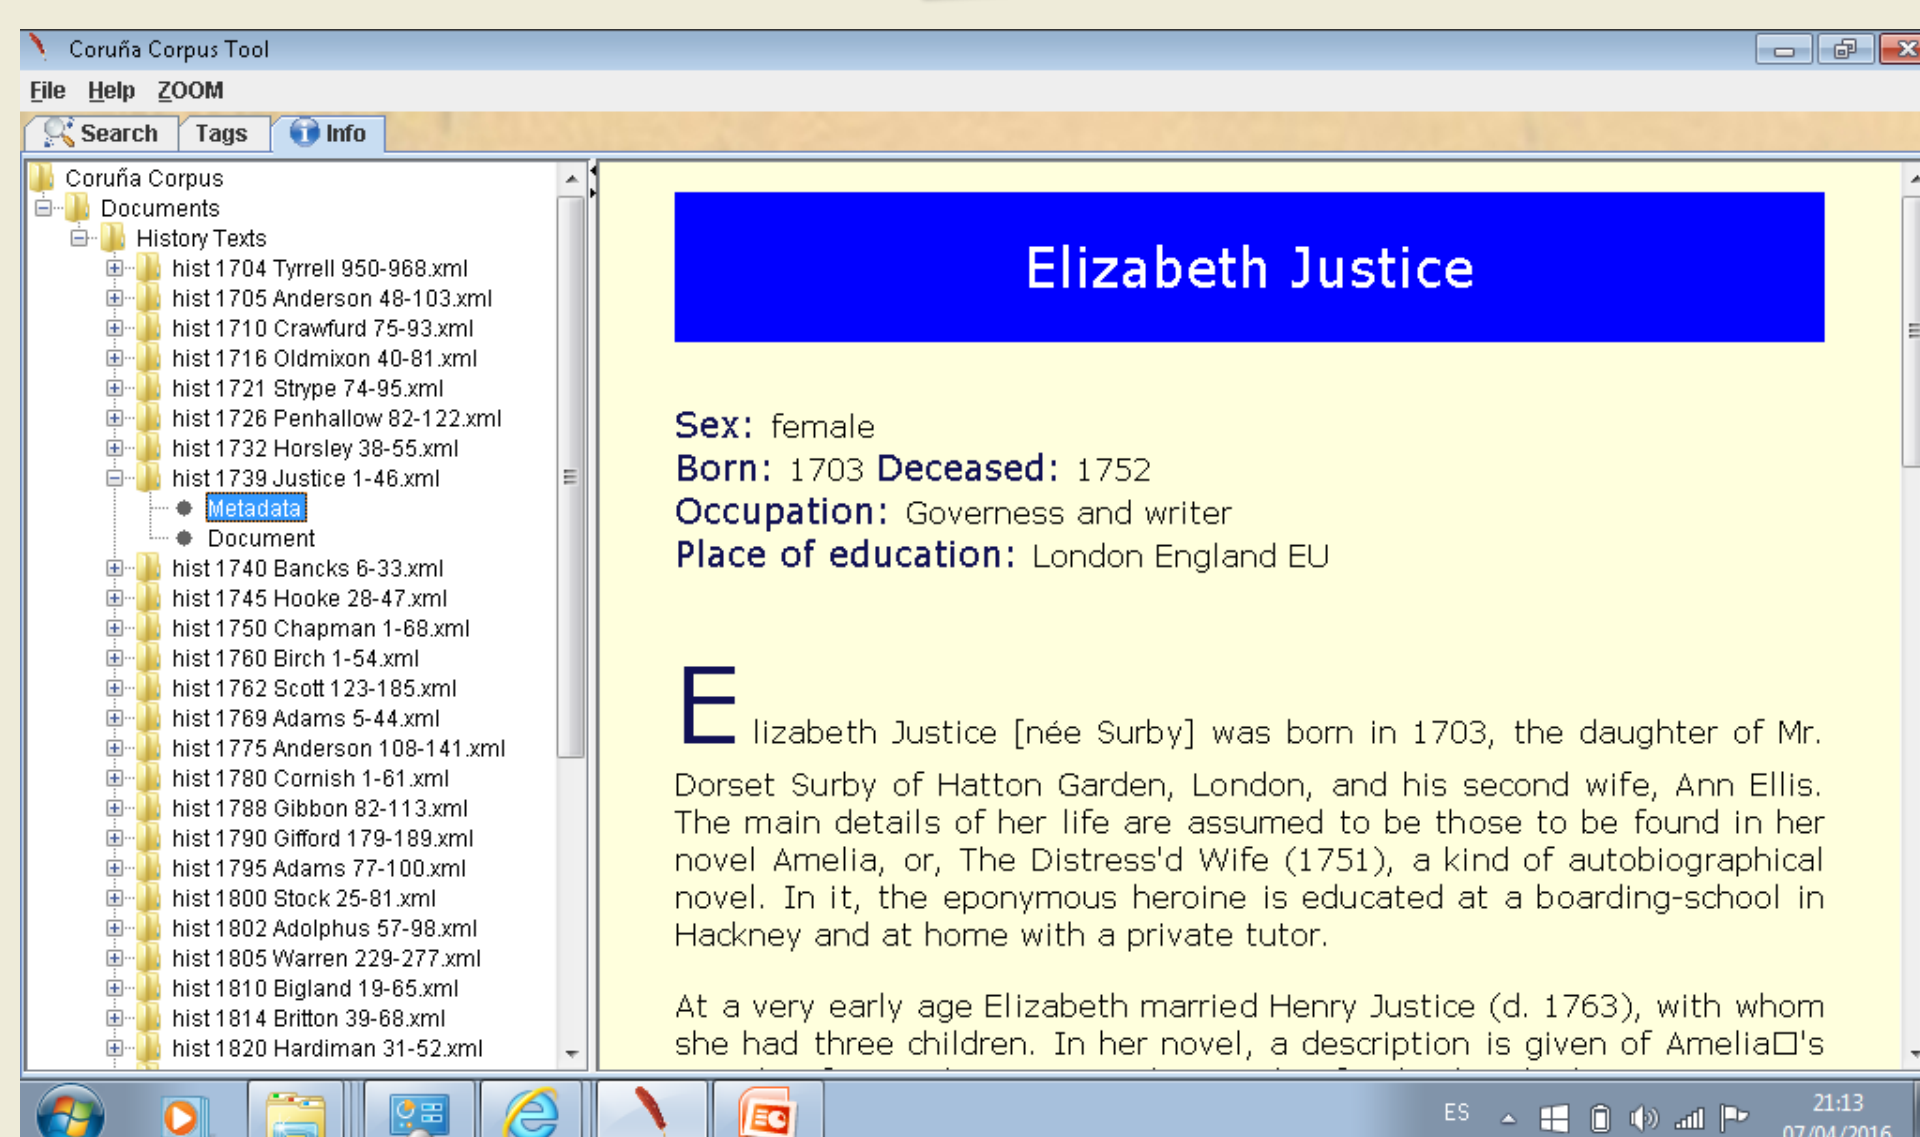 Coruña Corpus Tool
File Help ZOOM
Search Tags Info
Coruña Corpus
Documents
History Texts
hist 1704 Tyrrell 950-968.xml
hist 1705 Anderson 48-103.xml
hist 1710 Crawfurd 75-93.xml
hist 1716 Oldmixon 40-81.xml
hist 1721 Strype 74-95.xml
hist 1726 Penhallow 82-122.xml
hist 1732 Horsley 38-55.xml
hist 1739 Justice 1-46.xml
Metadata
Document
hist 1740 Bancks 6-33.xml
hist 1745 Hooke 28-47.xml
hist 1750 Chapman 1-68.xml
hist 1760 Birch 1-54.xml
hist 1762 Scott 123-185.xml
hist 1769 Adams 5-44.xml
hist 1775 Anderson 108-141.xml
hist 1780 Cornish 1-61.xml
hist 1788 Gibbon 82-113.xml
hist 1790 Gifford 179-189.xml
hist 1795 Adams 77-100.xml
hist 1800 Stock 25-81.xml
hist 1802 Adolphus 57-98.xml
hist 1805 Warren 229-277.xml
hist 1810 Bigland 19-65.xml
hist 1814 Britton 39-68.xml
hist 1820 Hardiman 31-52.xml
Elizabeth Justice
Sex: female
Born: 1703 Deceased: 1752
Occupation: Governess and writer
Place of education: London England EU
Elizabeth Justice [née Surby] was born in 1703, the daughter of Mr.
Dorset Surby of Hatton Garden, London, and his second wife, Ann Ellis.
The main details of her life are assumed to be those to be found in her
novel Amelia, or, The Distress'd Wife (1751), a kind of autobiographical
novel. In it, the eponymous heroine is educated at a boarding-school in
Hackney and at home with a private tutor.
At a very early age Elizabeth married Henry Justice (d. 1763), with whom
she had three children. In her novel, a description is given of Amelia□'s
ES
21:13
07/04/2016